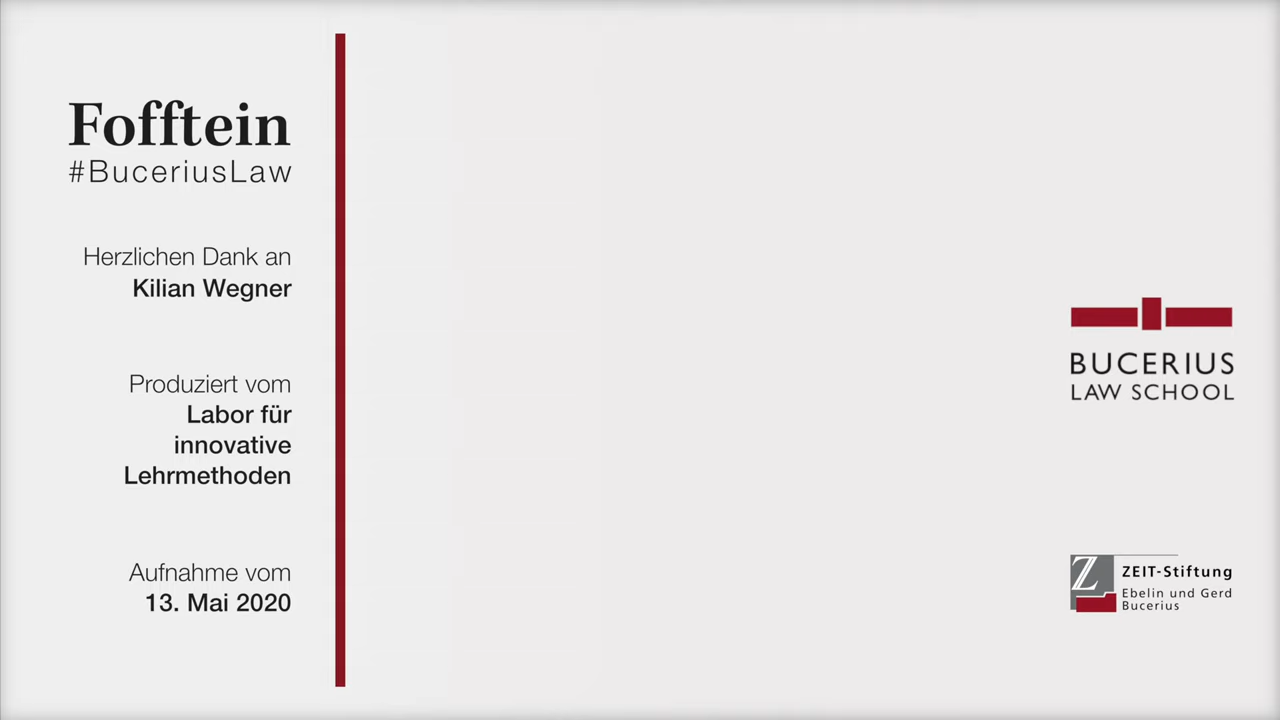 Fofftein
#BuceriusLaw
Herzlichen Dank an
Kilian Wegner
Produziert vom
Labor für
innovative
Lehrmethoden
Aufnahme vom
13. Mai 2020
BUCERIUS
LAW SCHOOL
Z
ZEIT-Stiftung
Ebelin und Gerd
Bucerius